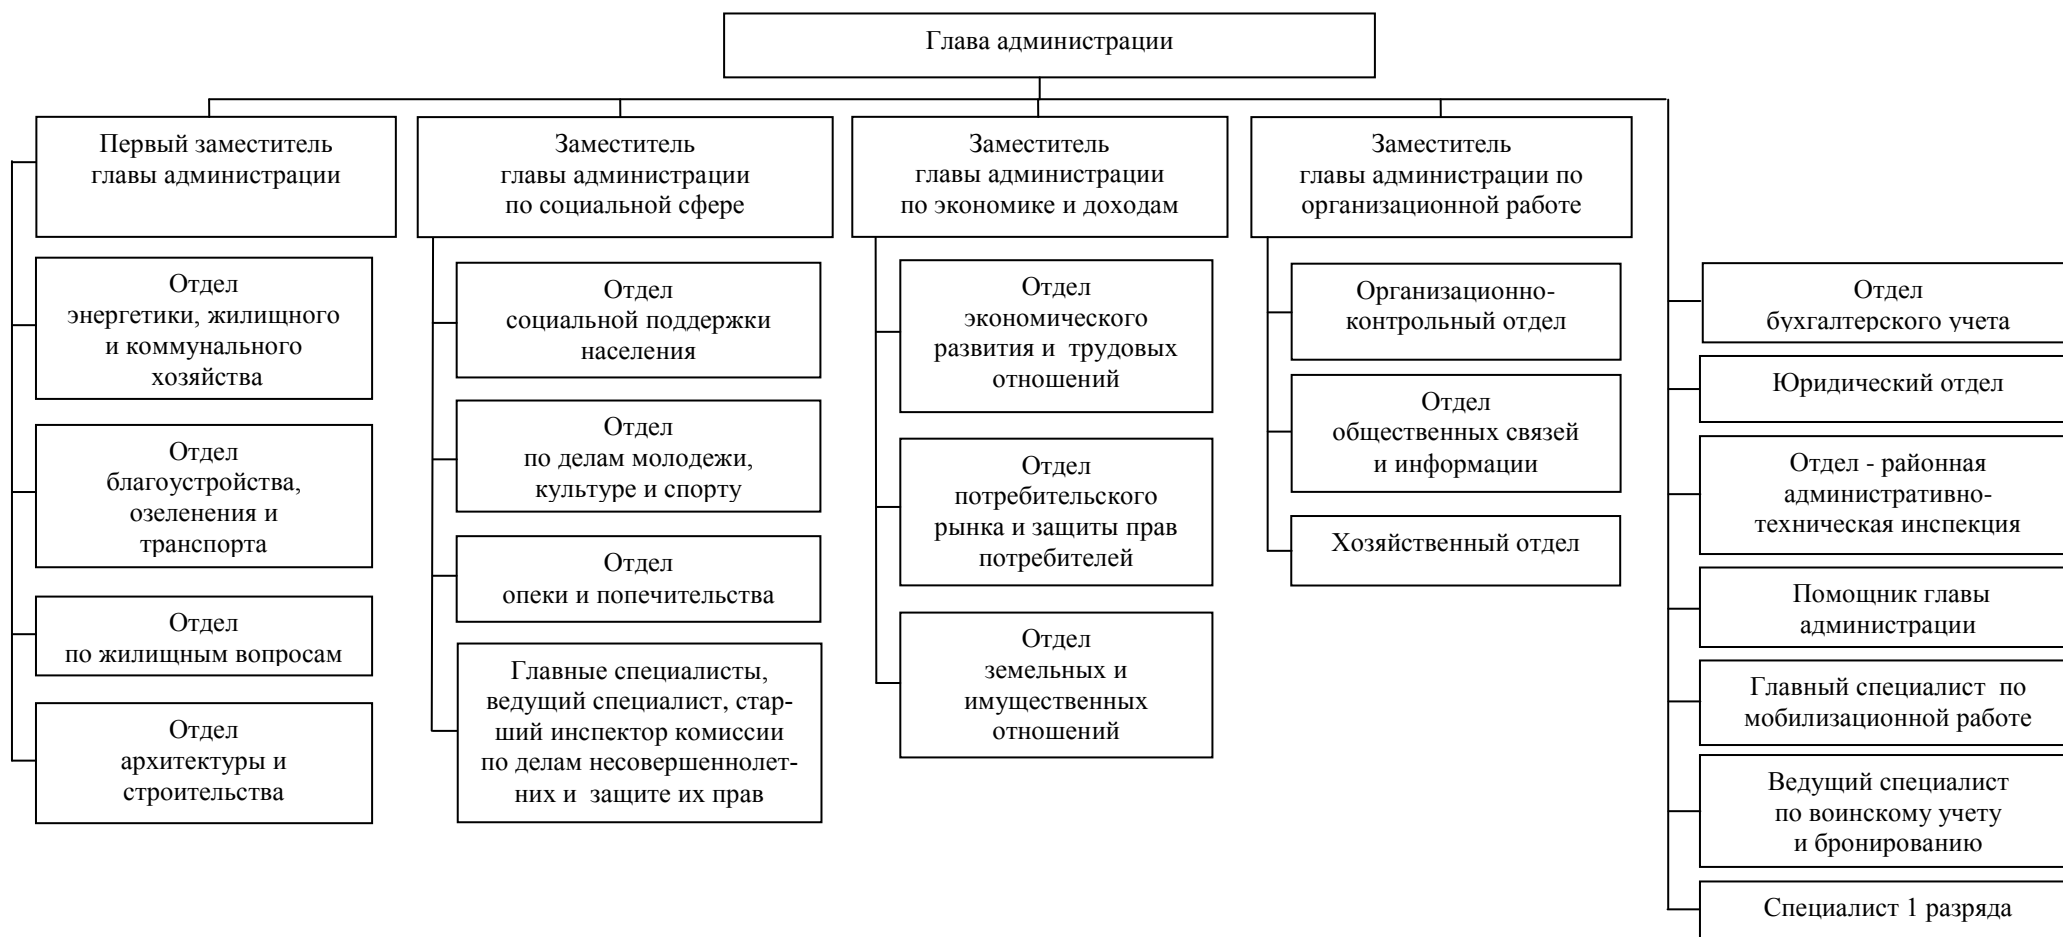 Глава администрации
Первый заместитель
главы администрации
Отдел
энергетики, жилищного
и коммунального
хозяйства
Отдел
благоустройства,
озеленения и
транспорта
Отдел
по жилищным вопросам
Отдел
архитектуры и
строительства
Заместитель
главы администрации
по социальной сфере
Отдел
социальной поддержки
населения
Отдел
по делам молодежи,
культуре и спорту
Отдел
опеки и попечительства
Главные специалисты,
ведущий специалист, стар-
ший инспектор комиссии
по делам несовершеннолет-
них и защите их прав
Заместитель
главы администрации
по экономике и доходам
Отдел
экономического
развития и трудовых
отношений
Отдел
потребительского
рынка и защиты прав
потребителей
Отдел
земельных и
имущественных
отношений
Заместитель
главы администрации по
организационной работе
Организационно-
контрольный отдел
Отдел
общественных связей
и информации
Хозяйственный отдел
Отдел
бухгалтерского учета
Юридический отдел
Отдел - районная
административно-
техническая инспекция
Помощник главы
администрации
Главный специалист по
мобилизационной работе
Ведущий специалист
по воинскому учету
и бронированию
Специалист 1 разряда